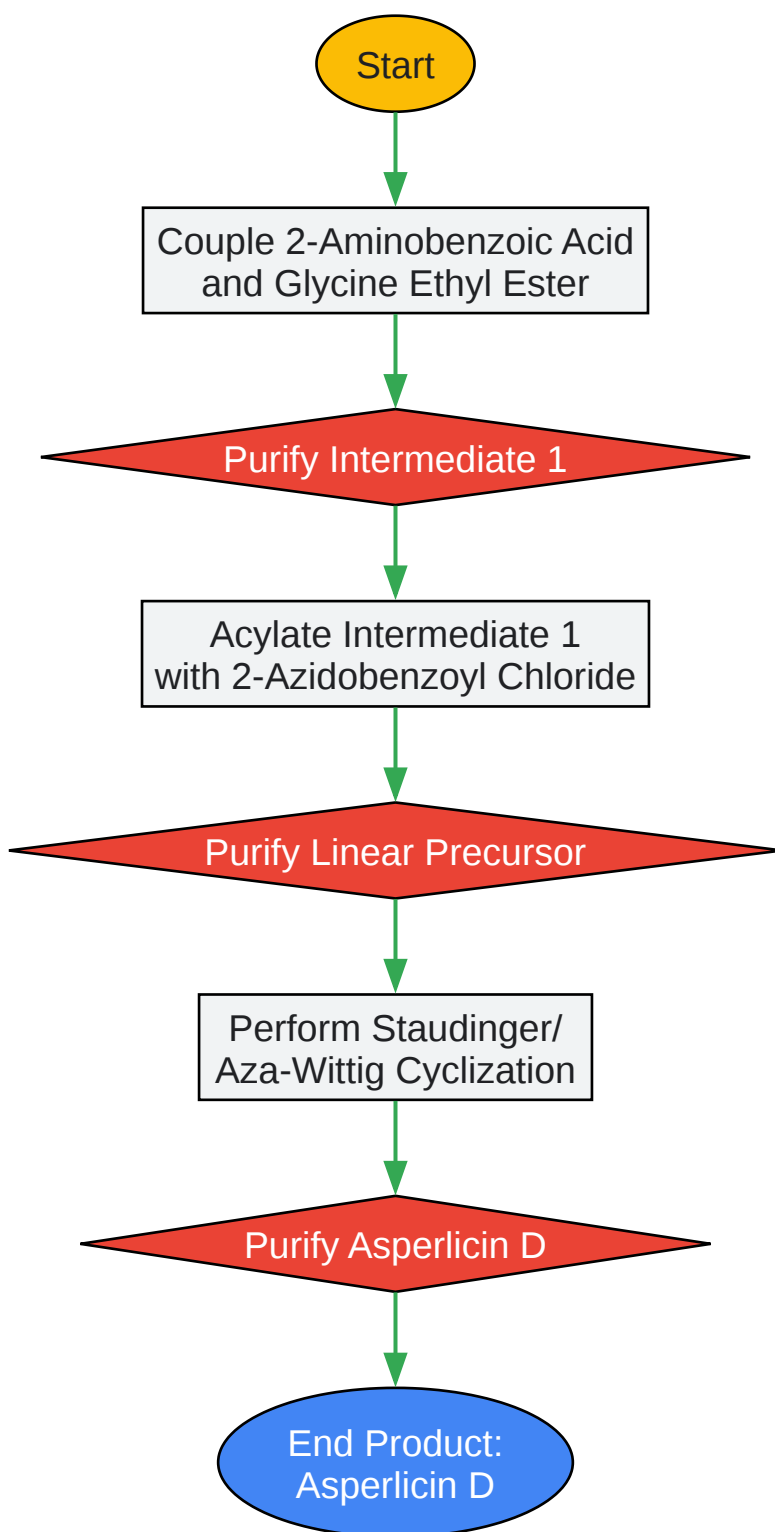 Start
Couple 2-Aminobenzoic Acid
and Glycine Ethyl Ester
Purify Intermediate 1
Acylate Intermediate 1
with 2-Azidobenzoyl Chloride
Purify Linear Precursor
Perform Staudinger/
Aza-Wittig Cyclization
Purify Asperlicin D
End Product:
Asperlicin D